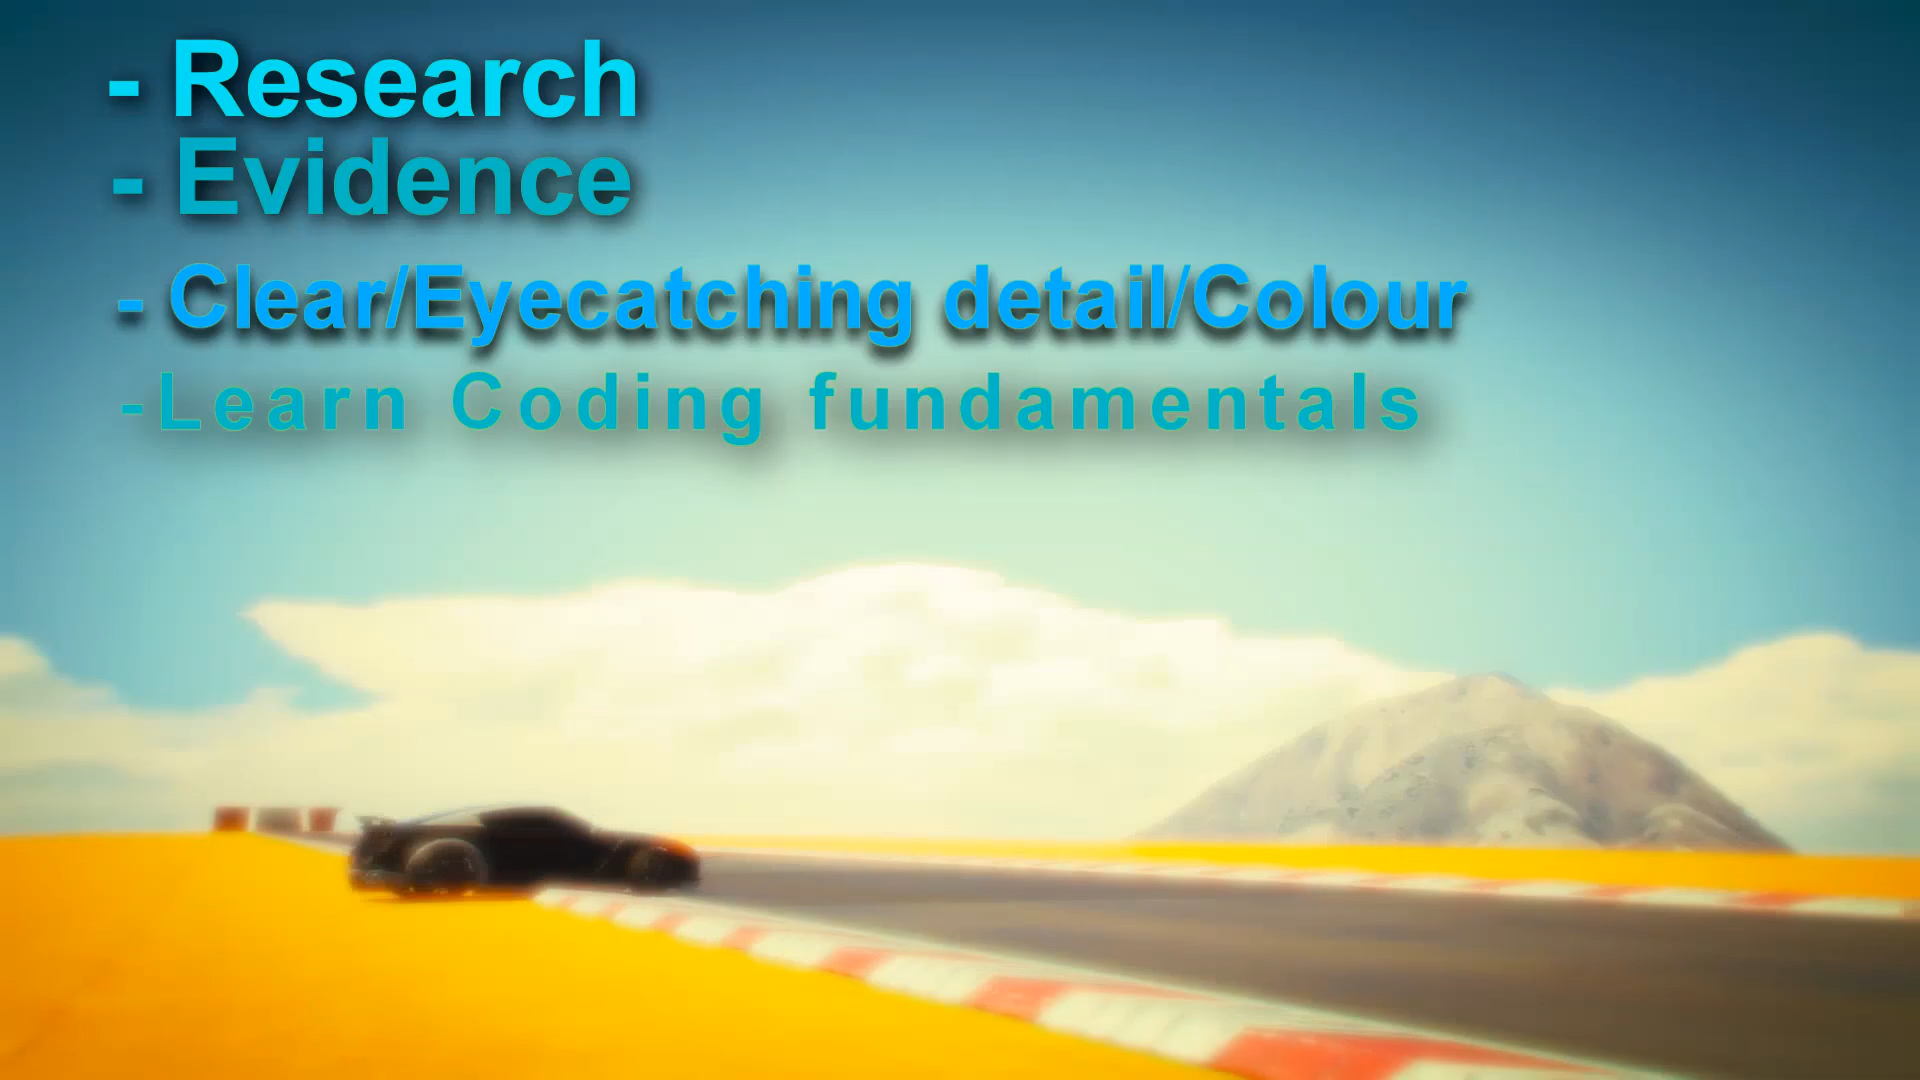 - Research
- Evidence
- Clear/Eyecatching detail/Colour
-Learn Coding fundamentals